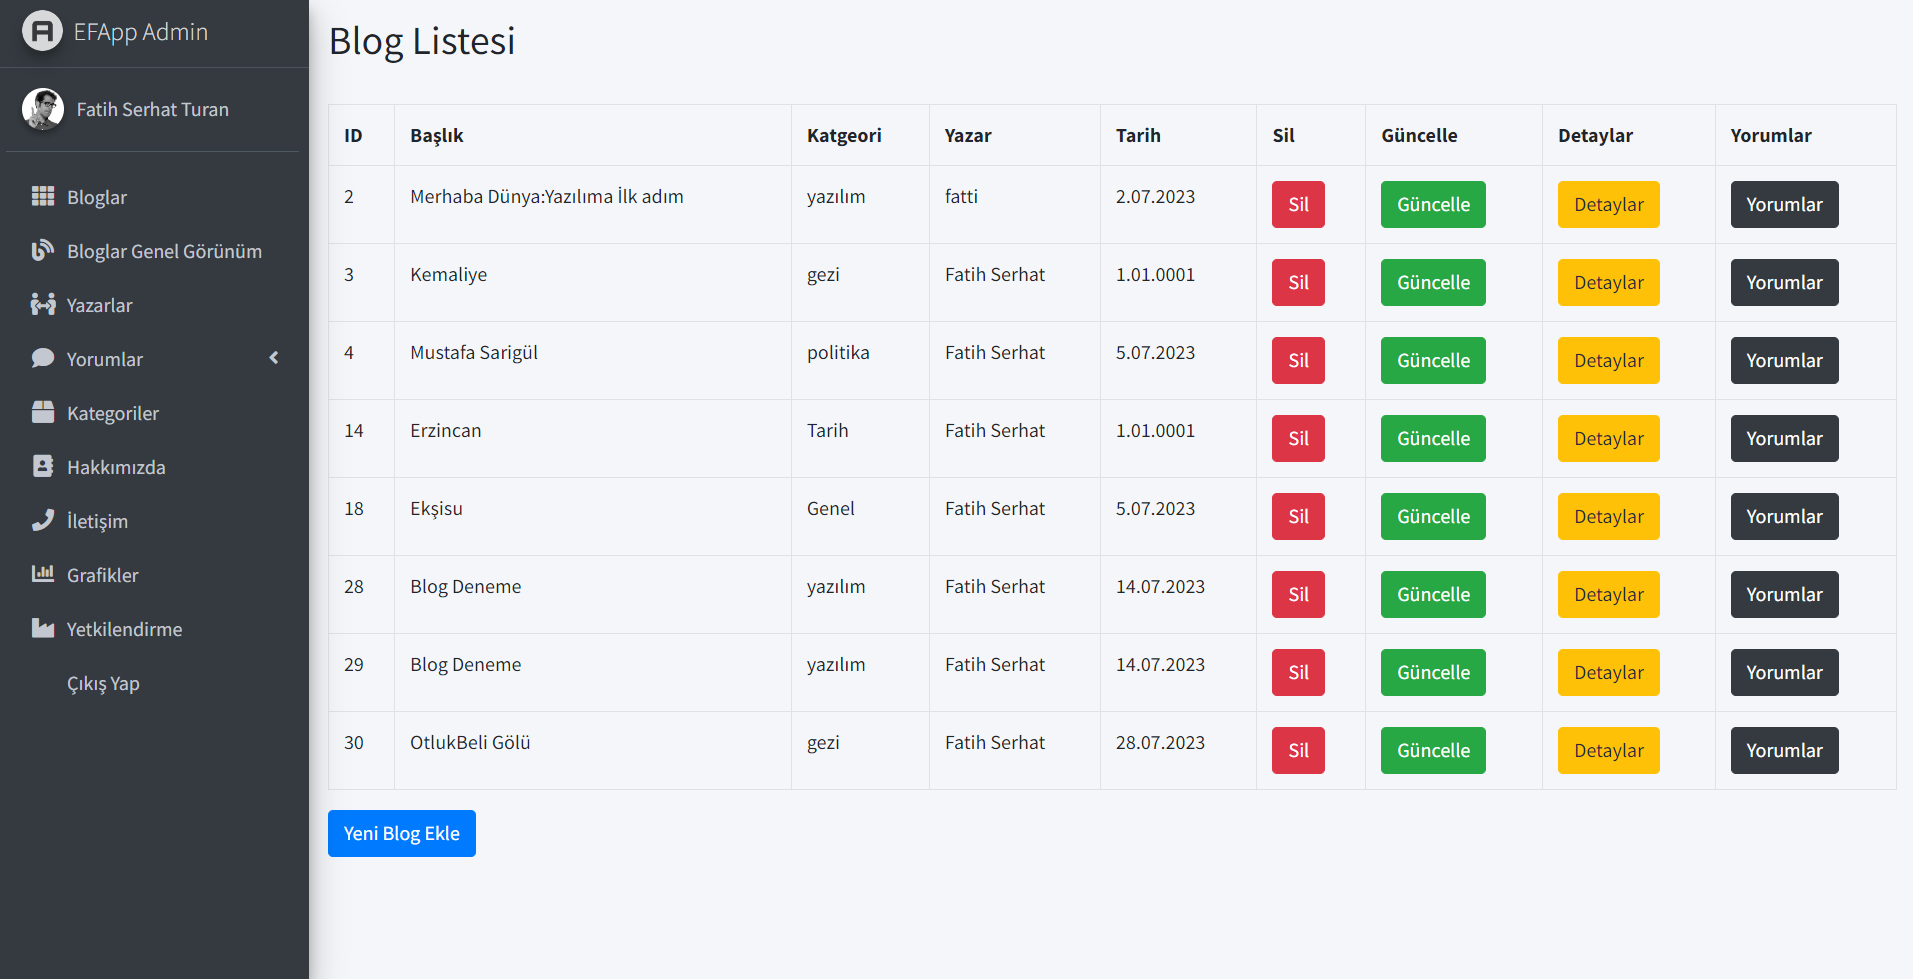 EFApp Admin
Fatih Serhat Turan
Bloglar
Bloglar Genel Görünüm
Yazarlar
Yorumlar
Kategoriler
Hakkımızda
İletişim
Grafikler
Yetkilendirme
Çıkış Yap
Blog Listesi
ID Başlık Katgeori Yazar Tarih Sil Güncelle Detaylar Yorumlar
2 Merhaba Dünya:Yazılıma İlk adım yazılım fatti 2.07.2023 Sil Güncelle Detaylar Yorumlar
3 Kemaliye gezi Fatih Serhat 1.01.0001 Sil Güncelle Detaylar Yorumlar
4 Mustafa Sarigül politika Fatih Serhat 5.07.2023 Sil Güncelle Detaylar Yorumlar
14 Erzincan Tarih Fatih Serhat 1.01.0001 Sil Güncelle Detaylar Yorumlar
18 Ekşisu Genel Fatih Serhat 5.07.2023 Sil Güncelle Detaylar Yorumlar
28 Blog Deneme yazılım Fatih Serhat 14.07.2023 Sil Güncelle Detaylar Yorumlar
29 Blog Deneme yazılım Fatih Serhat 14.07.2023 Sil Güncelle Detaylar Yorumlar
30 OtlukBeli Gölü gezi Fatih Serhat 28.07.2023 Sil Güncelle Detaylar Yorumlar
Yeni Blog Ekle